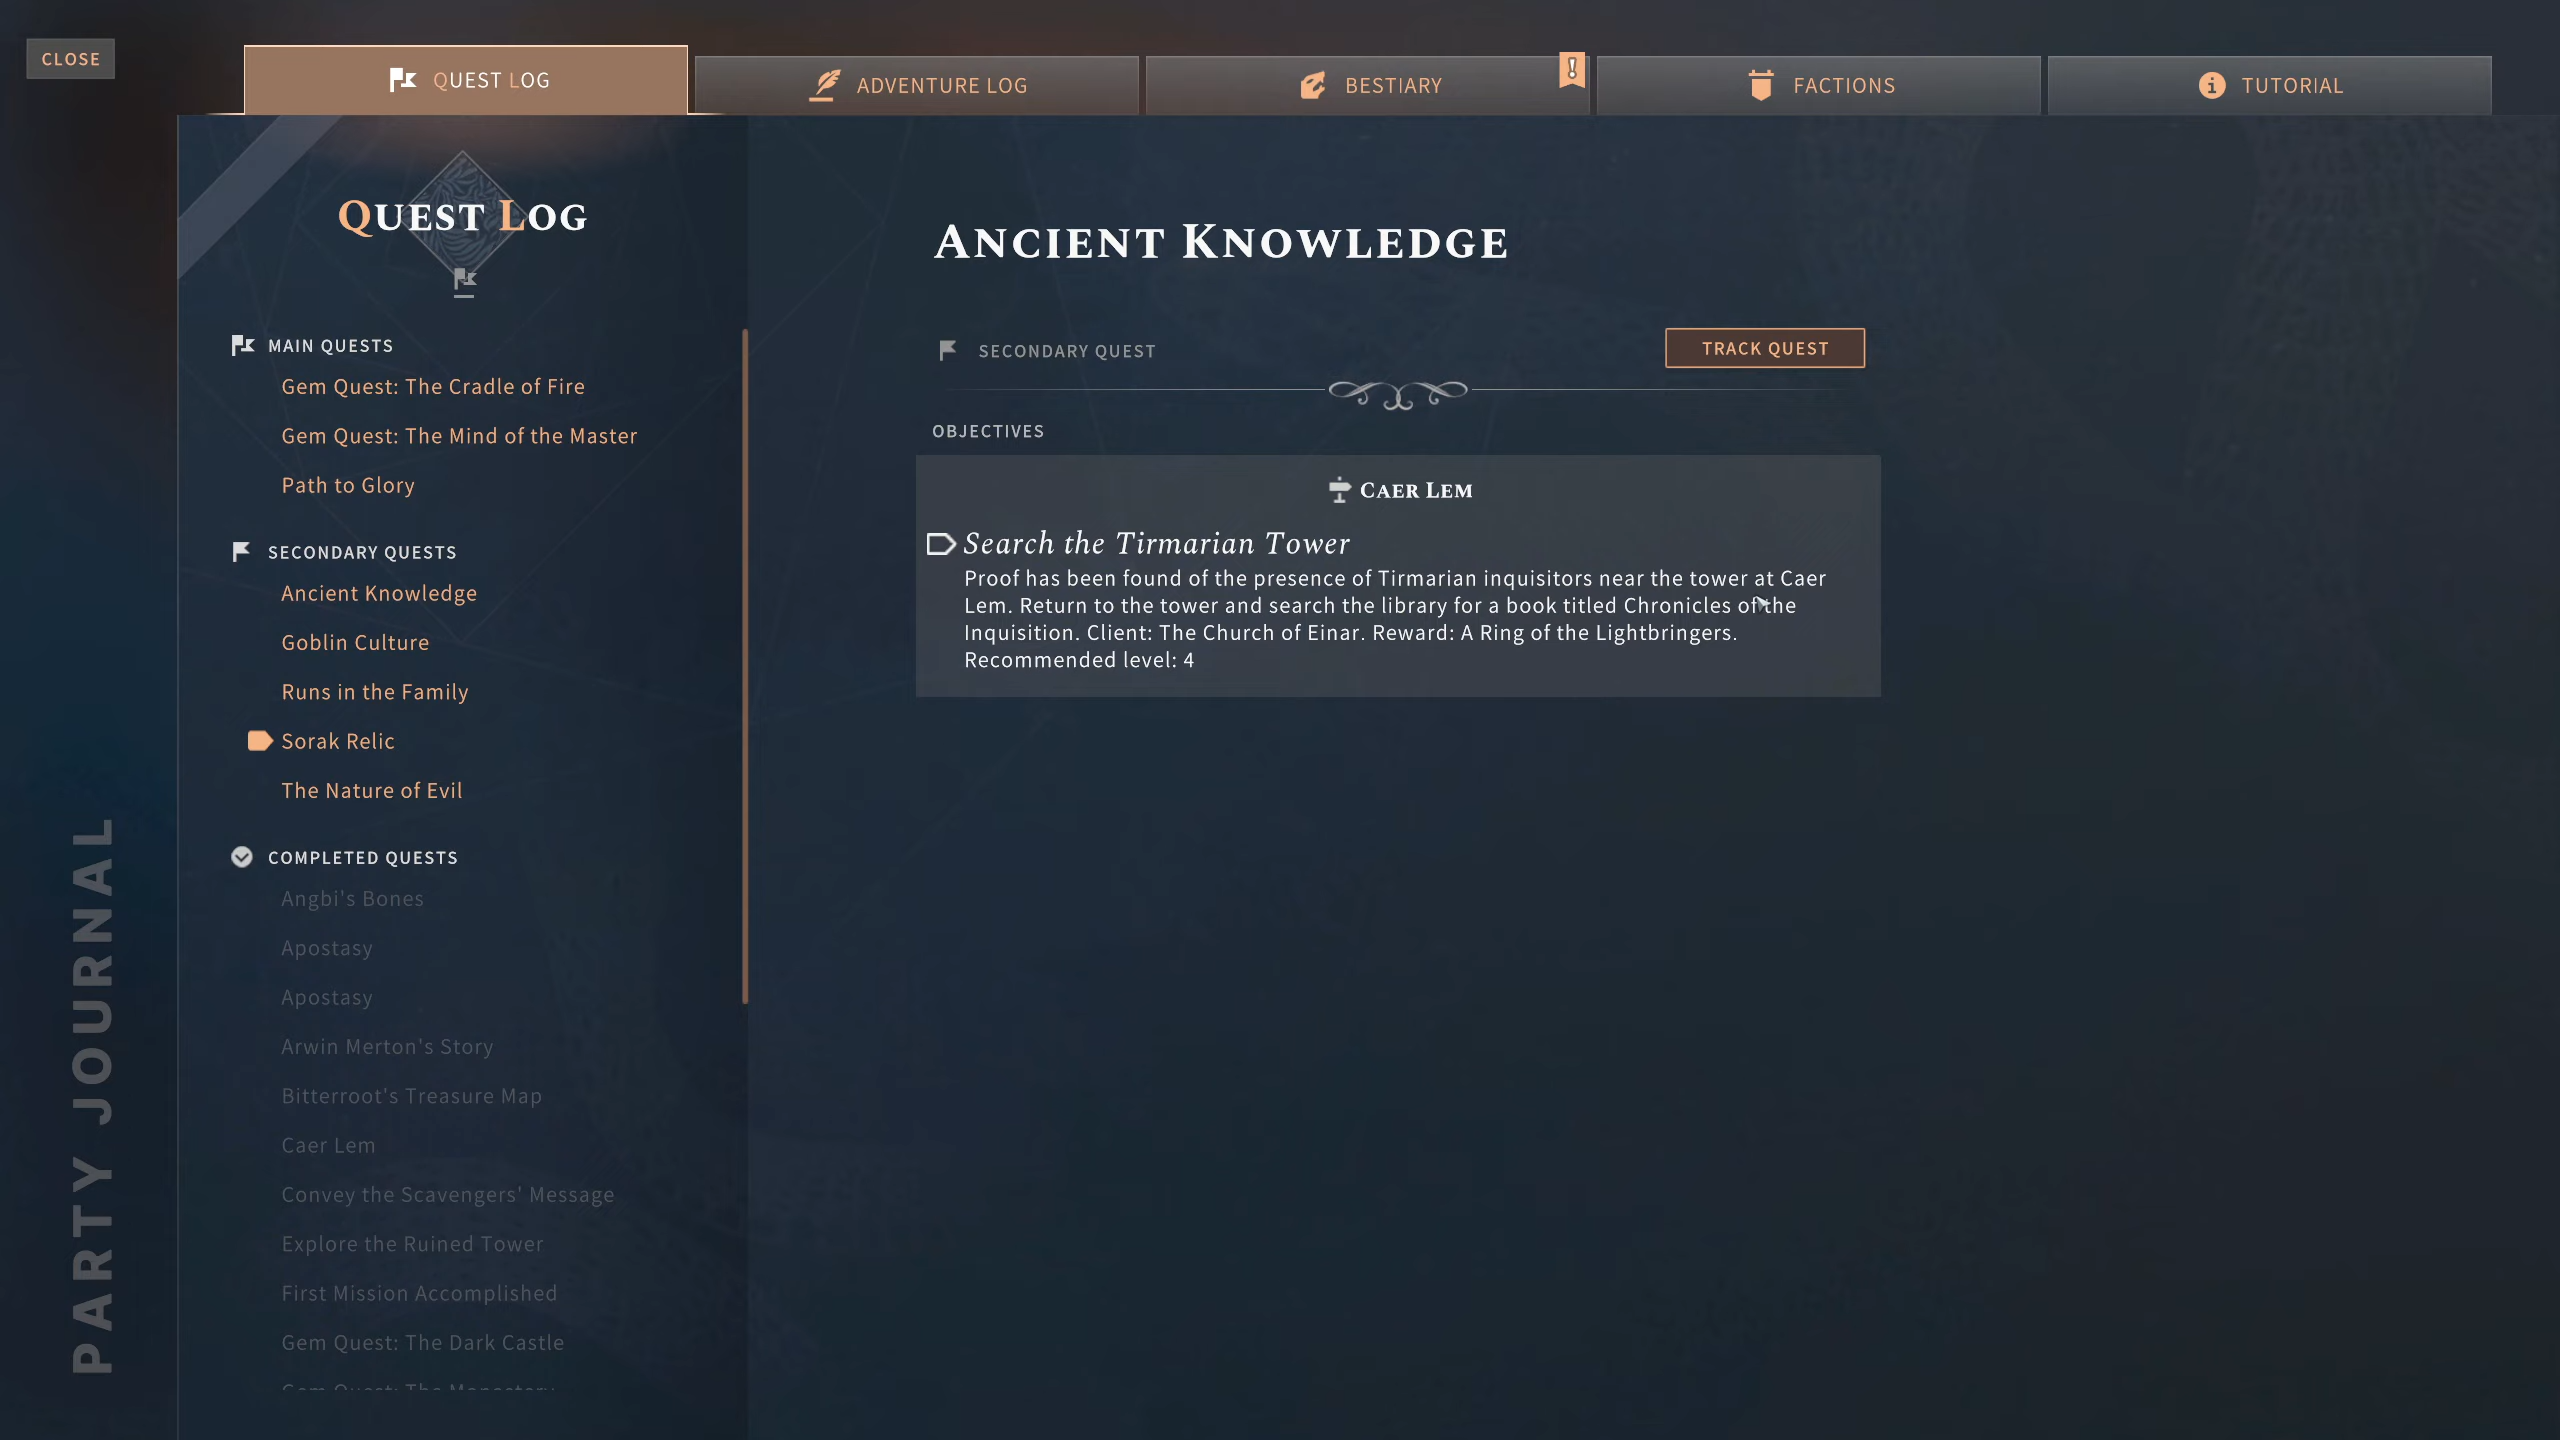 CLOSE
QUEST LOG
ADVENTURE LOG
BESTIARY
FACTIONS
TUTORIAL
QUEST LOG
MAIN QUESTS
Gem Quest: The Cradle of Fire
Gem Quest: The Mind of the Master
Path to Glory
SECONDARY QUESTS
Ancient Knowledge
Goblin Culture
Runs in the Family
Sorak Relic
The Nature of Evil
COMPLETED QUESTS
Angbi's Bones
Apostasy
Apostasy
Arwin Merton's Story
Bitterroot's Treasure Map
Caer Lem
Convey the Scavengers' Message
Explore the Ruined Tower
First Mission Accomplished
Gem Quest: The Dark Castle
Gem Quest: The Monastery
PARTY JOURNAL
ANCIENT KNOWLEDGE
SECONDARY QUEST
TRACK QUEST
OBJECTIVES
CAER LEM
Search the Tirmarian Tower
Proof has been found of the presence of Tirmarian inquisitors near the tower at Caer
Lem. Return to the tower and search the library for a book titled Chronicles of the
Inquisition. Client: The Church of Einar. Reward: A Ring of the Lightbringers.
Recommended level: 4